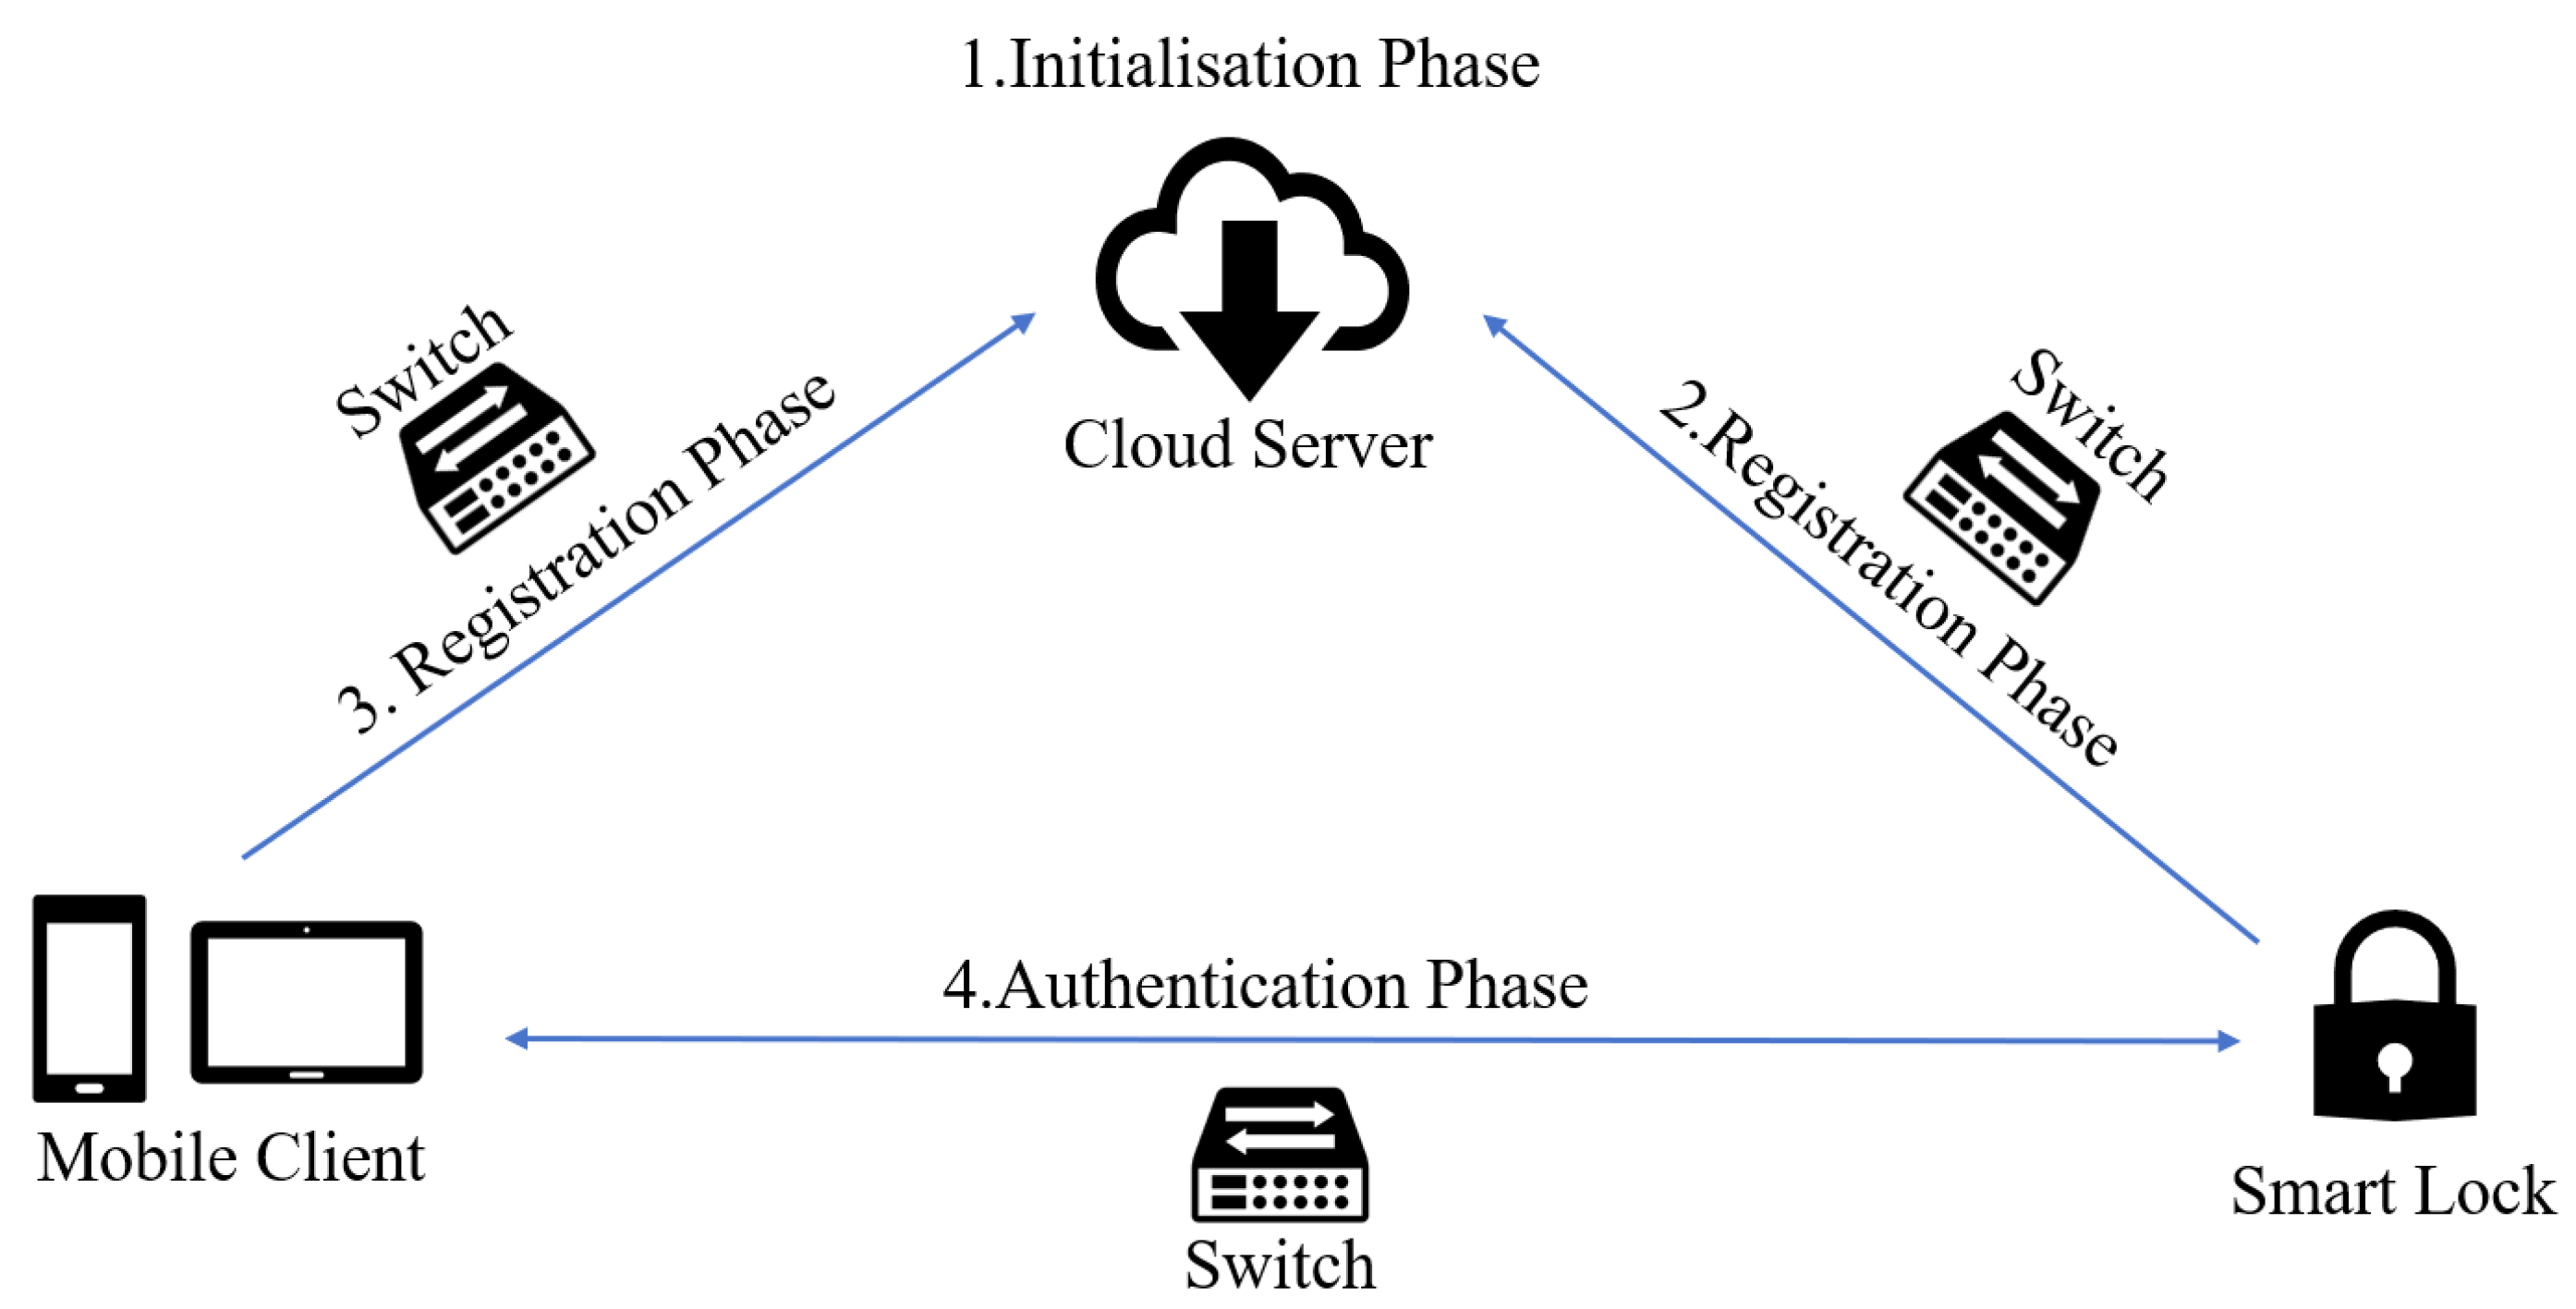 1.Initialisation Phase
Cloud Server
Switch
3. Registration Phase
Switch
2.Registration Phase
4.Authentication Phase
Mobile Client
Switch
Smart Lock